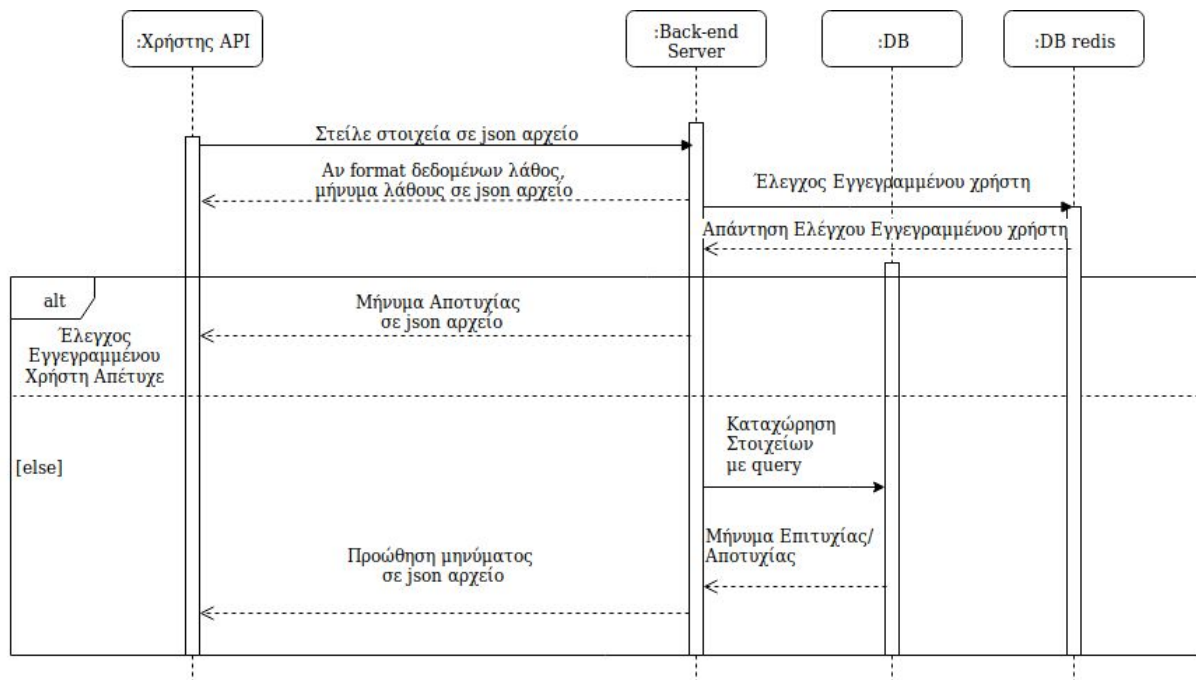 :Χρήστης API
:Back-end
Server
:DB
:DB redis
Στείλε στοιχεία σε json αρχείο
Αν format δεδομένων λάθος,
μήνυμα λάθους σε json αρχείο
Έλεγχος Εγγεγραμμένου χρήστη
Απάντηση Ελέγχου Εγγεγραμμένου χρήστη
alt
Έλεγχος
Εγγεγραμμένου
Χρήστη Απέτυχε
Μήνυμα Αποτυχίας
σε json αρχείο
[else]
Καταχώρηση
Στοιχείων
με query
Μήνυμα Επιτυχίας/
Αποτυχίας
Προώθηση μηνύματος
σε json αρχείο